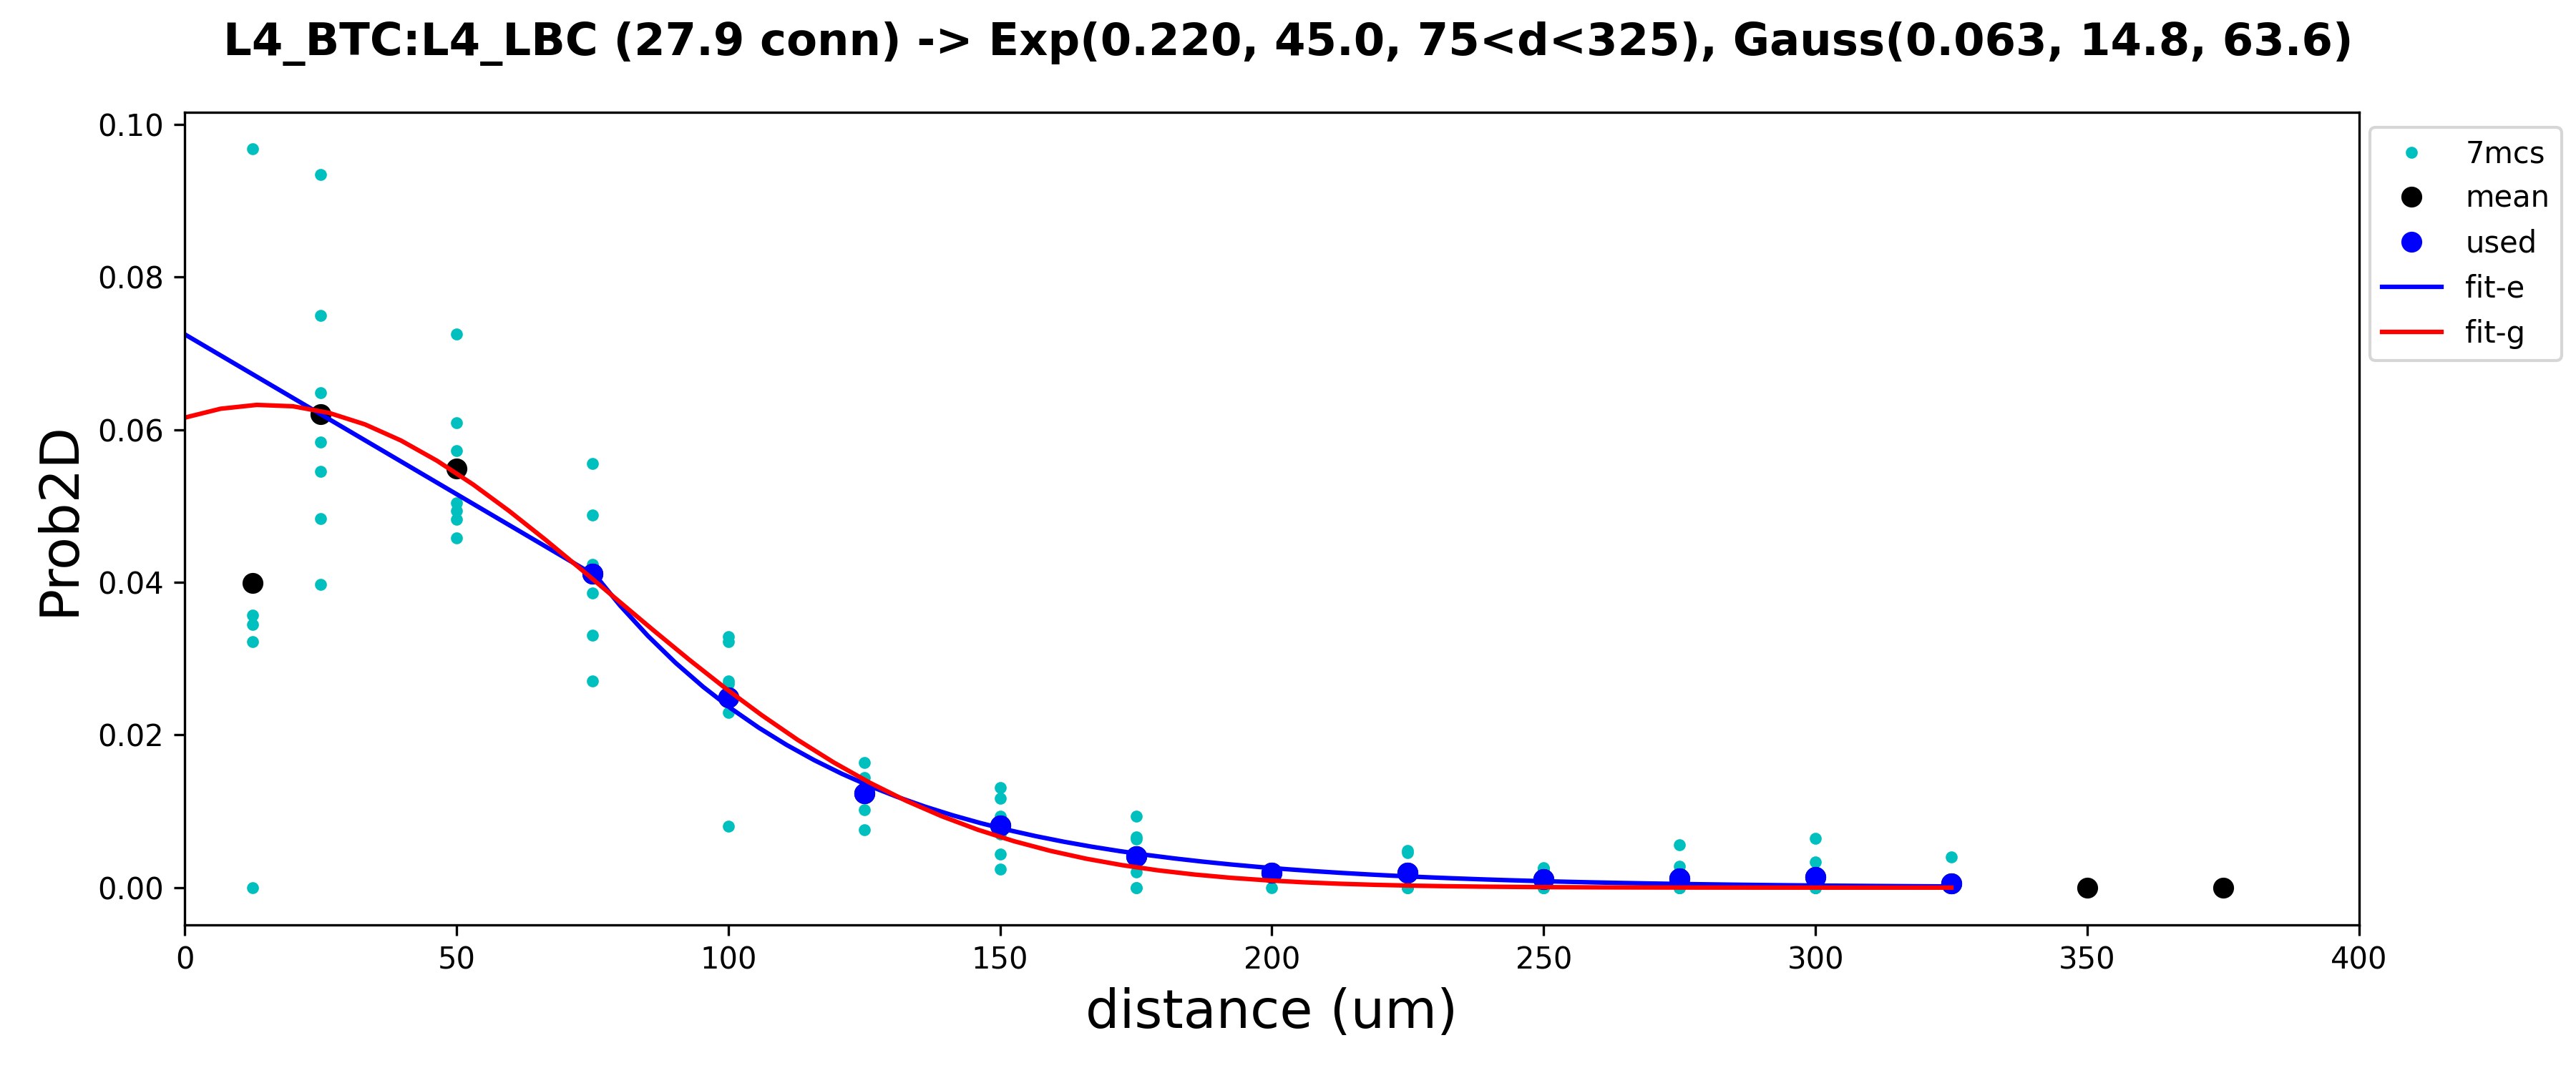 L4_BTC:L4_LBC (27.9 conn) -> Exp(0.220, 45.0, 75<d<325), Gauss(0.063, 14.8, 63.6)
0.10
0.08
0.06
0.04
0.02
0.00
Prob2D
0 50 100 150 200 250 300 350 400
distance (um)
7mcs
mean
used
fit-e
fit-g